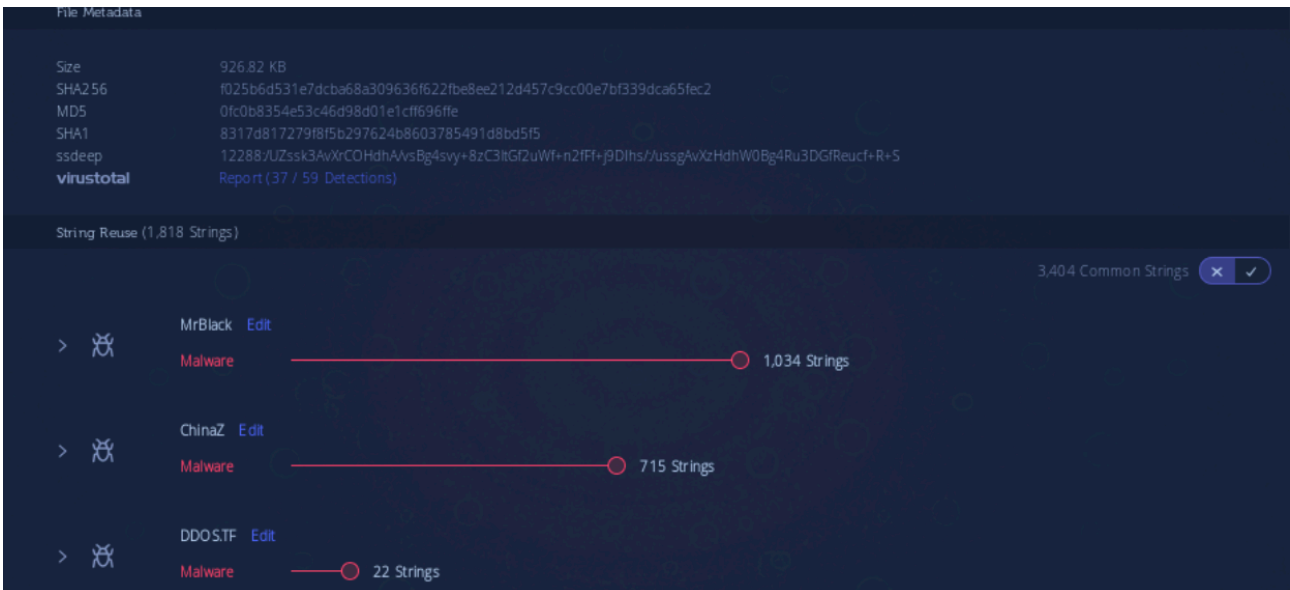 File Metadata
Size 926.82 KB
SHA256 f025b6d531e7dcba68a309636f622fbe8ee212d457c9cc00e7bf339dca65fec2
MD5 0fc0b8354e53c46d98d01e1cff696ffe
SHA1 8317d817279f8f5b297624b8603785491d8bd5f5
ssdeep 12288:/UZssk3AvXrCOHdhA/vsBg4svy+8zC3ltGf2uWf+n2fFf+j9DIhs/:/ussgAvXzHdhW0Bg4Ru3DGfReucf+R+S
virustotal Report (37 / 59 Detections)
String Reuse (1,818 Strings)
3,404 Common Strings
MrBlack Edit
Malware 1,034 Strings
ChinaZ Edit
Malware 715 Strings
DDOS.TF Edit
Malware 22 Strings